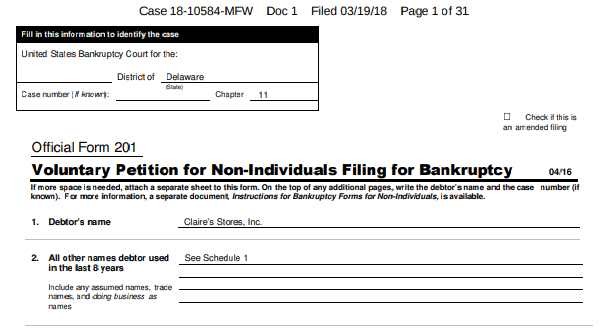 Case 18-10584-MFW Doc 1 Filed 03/19/18 Page 1 of 31
Fill in this information to identify the case
United States Bankruptcy Court for the:
District of Delaware
(State)
Case number (If known): Chapter 11
☐ Check if this is
an amended filing
Official Form 201
Voluntary Petition for Non-Individuals Filing for Bankruptcy 04/16
If more space is needed, attach a separate sheet to this form. On the top of any additional pages, write the debtor's name and the case number (if
known). For more information, a separate document, Instructions for Bankruptcy Forms for Non-Individuals, is available.
1. Debtor's name Claire's Stores, Inc.
2. All other names debtor used See Schedule 1
in the last 8 years
Include any assumed names, trade
names, and doing business as
names